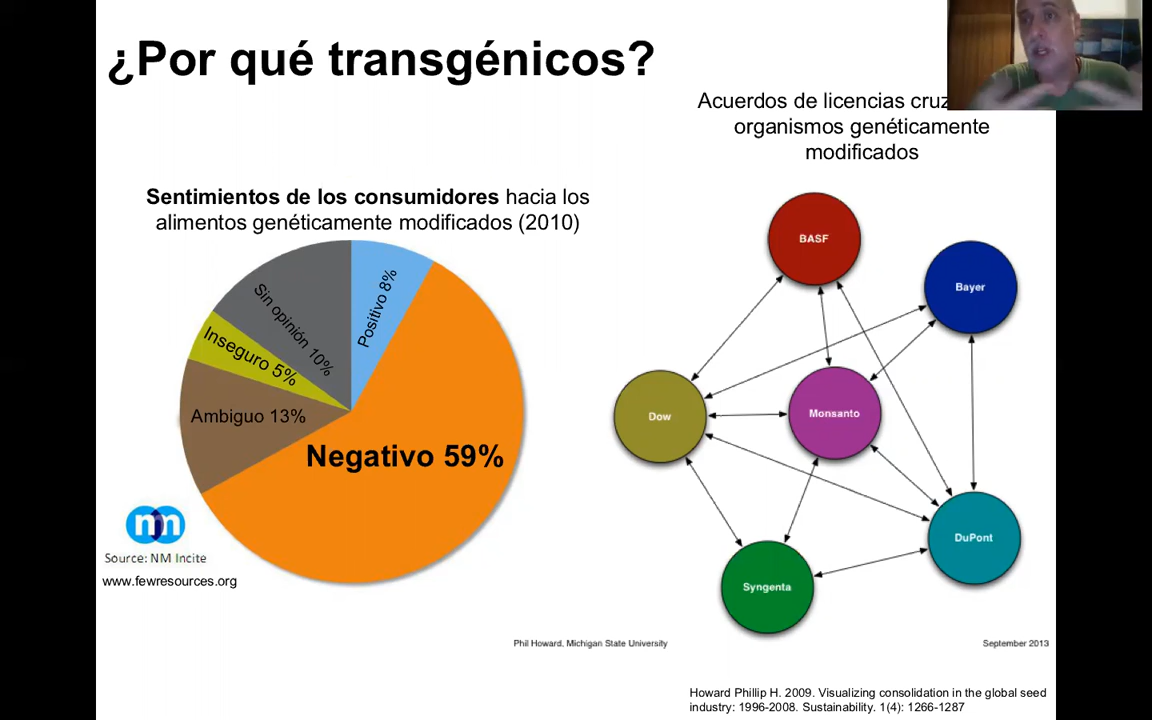 ¿Por qué transgénicos?
Acuerdos de licencias
organismos genéticamente
modificados
Sentimientos de los consumidores hacia los
alimentos genéticamente modificados (2010)
Positivo 8%
Sin opinión 10%
Inseguro 5%
Ambiguo 13%
Negativo 59%
BASF
Bayer
Dow
Monsanto
DuPont
Syngenta
nm
Source: NM Incite
www.fewresources.org
Phil Howard, Michigan State University
September 2013
Howard Phillip H. 2009. Visualizing consolidation in the global seed
industry: 1996-2008. Sustainability. 1(4): 1266-1287